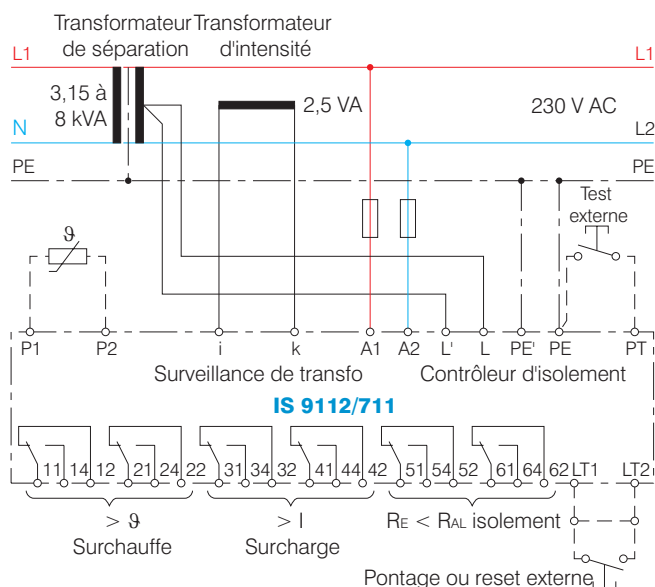 Transformateur Transformateur
de séparation d'intensité
L1 L1
3,15 à
8 kVA
2,5 VA
230 V AC
N L2
PE PE
Test
externe
ϑ
P1 P2 i k A1 A2 L' L PE' PE PT
Surveillance de transfo Contrôleur d'isolement
IS 9112/711
11 14 12 21 24 22 31 34 32 41 44 42 51 54 52 61 64 62 LT1 LT2
> ϑ > I RE < RAL isolement
Surchauffe Surcharge
Pontage ou reset externe